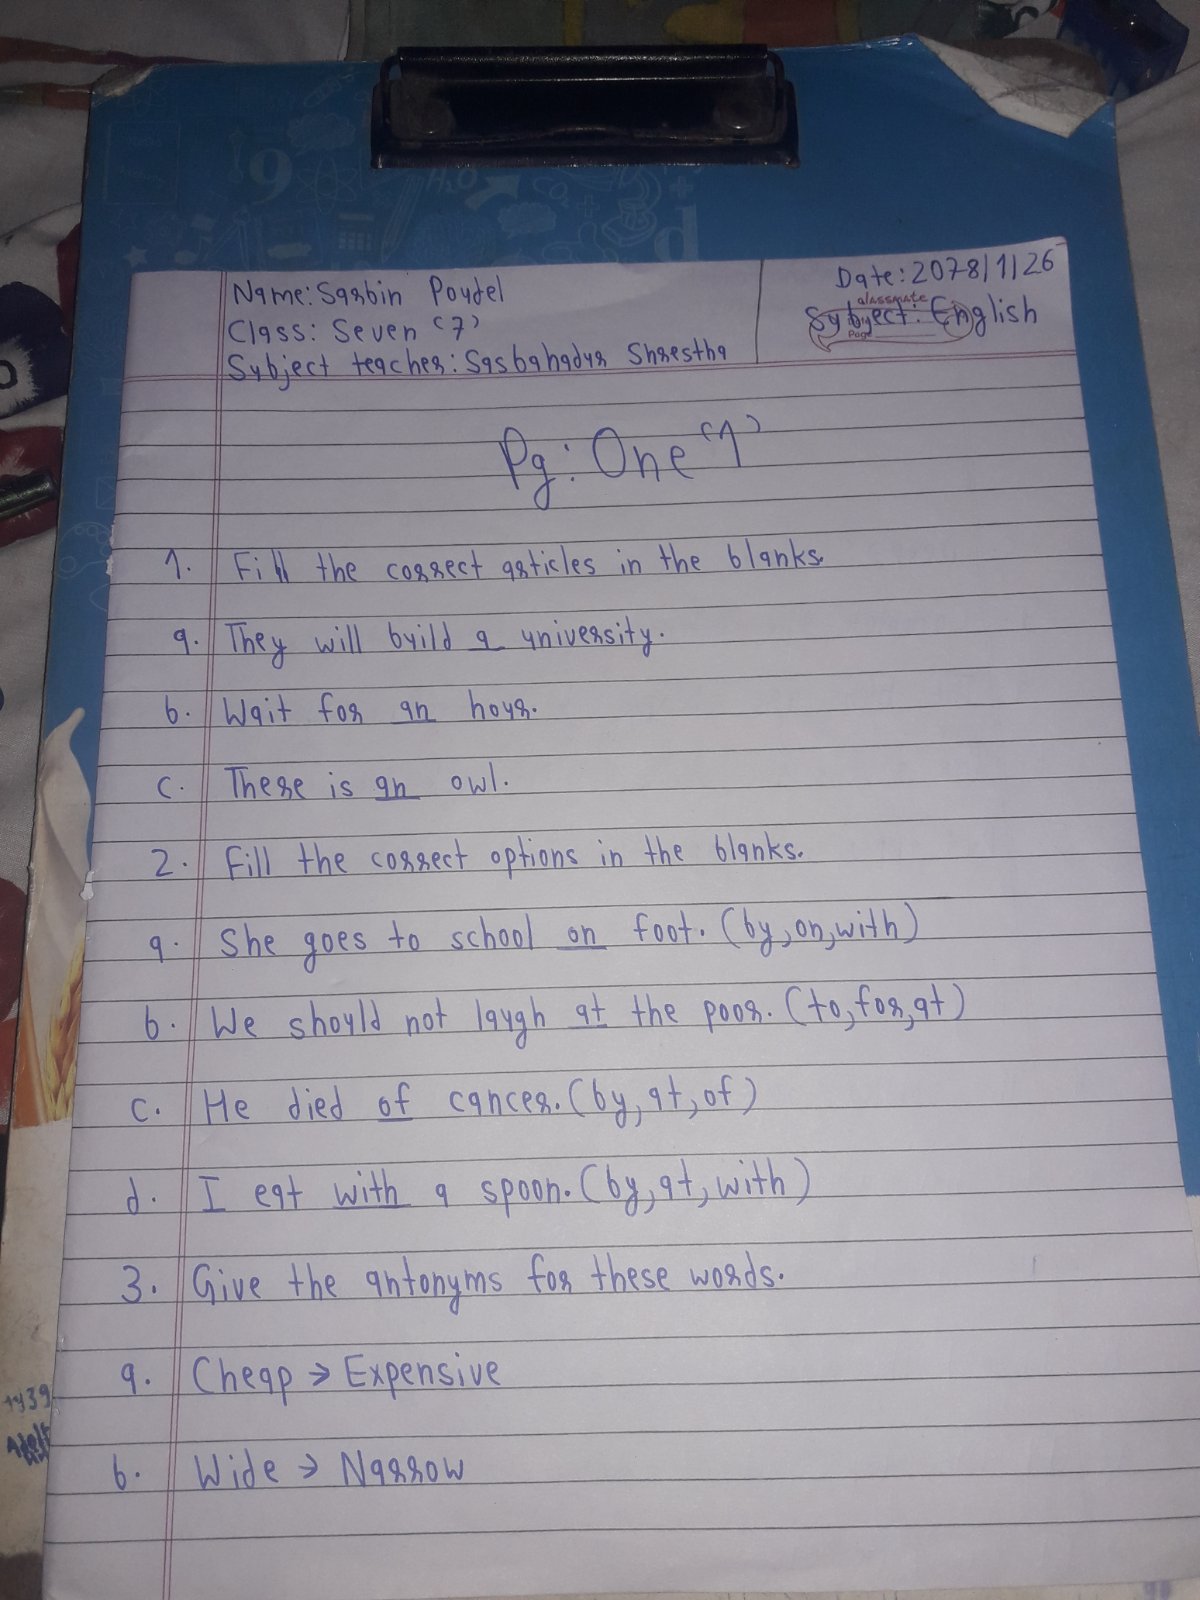 Name: Sarbin Poudel
Class: Seven (7)
Subject teacher: Sasbahadur Shrestha
Date: 2078/1/26
classmate
Subject: English
Page
Pg: One (1)
1. Fill the correct articles in the blanks.
a. They will build a university.
b. Wait for an hour.
c. There is an owl.
2. Fill the correct options in the blanks.
a. She goes to school on foot. (by, on, with)
b. We should not laugh at the poor. (to, for, at)
c. He died of cancer. (by, at, of)
d. I eat with a spoon. (by, at, with)
3. Give the antonyms for these words.
a. Cheap → Expensive
b. Wide → Narrow
9
H₂O
d